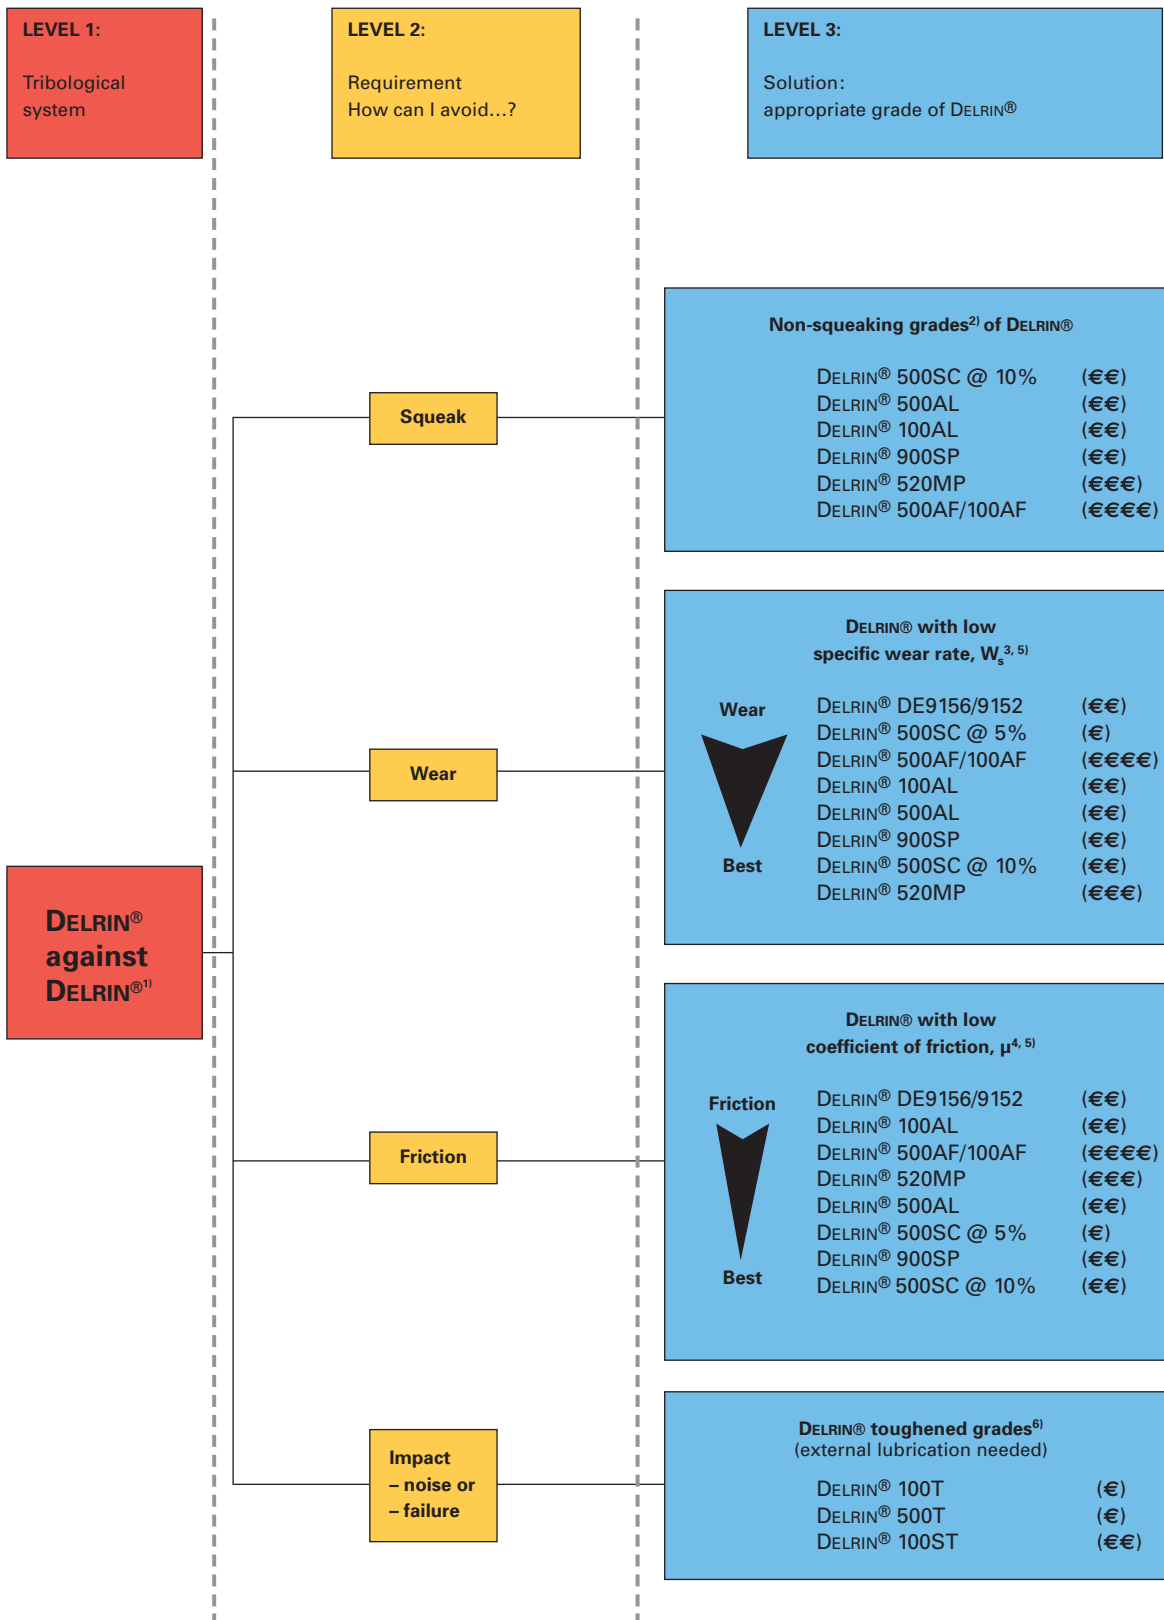 LEVEL 1:
Tribological
system
LEVEL 2:
Requirement
How can I avoid...?
LEVEL 3:
Solution:
appropriate grade of DELRIN®
Squeak
Non-squeaking grades2) of DELRIN®
DELRIN® 500SC @ 10% (€€)
DELRIN® 500AL (€€)
DELRIN® 100AL (€€)
DELRIN® 900SP (€€)
DELRIN® 520MP (€€€)
DELRIN® 500AF/100AF (€€€€)
Wear
DELRIN® with low
specific wear rate, Ws3, 5)
Wear
Best
DELRIN® DE9156/9152 (€€)
DELRIN® 500SC @ 5% (€)
DELRIN® 500AF/100AF (€€€€)
DELRIN® 100AL (€€)
DELRIN® 500AL (€€)
DELRIN® 900SP (€€)
DELRIN® 500SC @ 10% (€€)
DELRIN® 520MP (€€€)
DELRIN®
against
DELRIN®1)
Friction
DELRIN® with low
coefficient of friction, µ4, 5)
Friction
Best
DELRIN® DE9156/9152 (€€)
DELRIN® 100AL (€€)
DELRIN® 500AF/100AF (€€€€)
DELRIN® 520MP (€€€)
DELRIN® 500AL (€€)
DELRIN® 500SC @ 5% (€)
DELRIN® 900SP (€€)
DELRIN® 500SC @ 10% (€€)
Impact
– noise or
– failure
DELRIN® toughened grades6)
(external lubrication needed)
DELRIN® 100T (€)
DELRIN® 500T (€)
DELRIN® 100ST (€€)